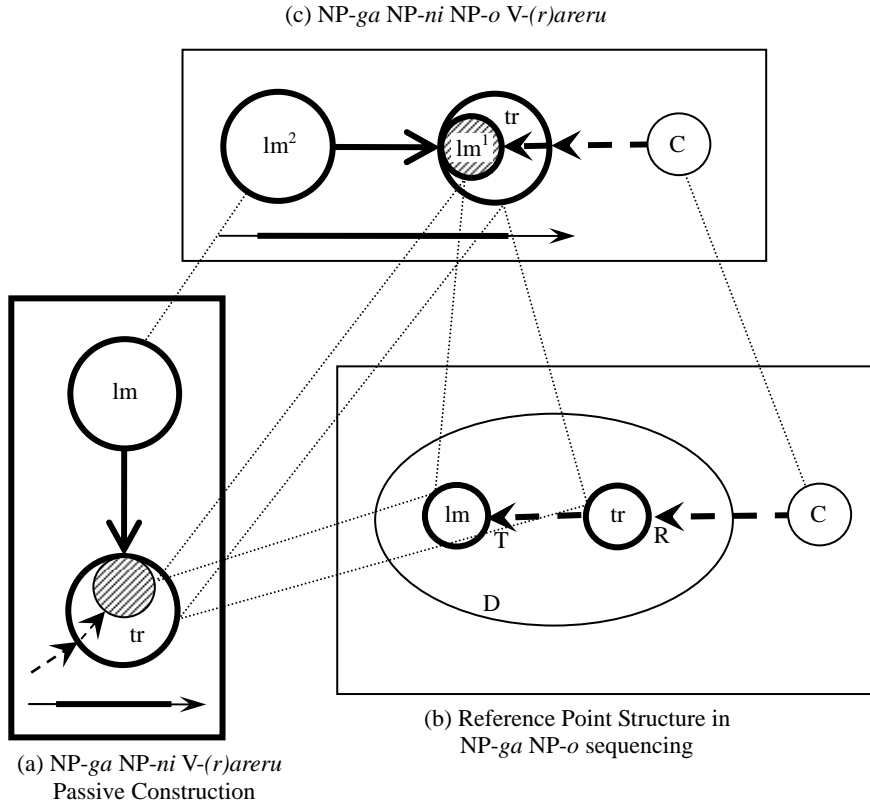 (c) NP-ga NP-ni NP-o V-(r)areru
lm² lm¹ tr C
lm
tr
lm T tr R C
D
(a) NP-ga NP-ni V-(r)areru
Passive Construction
(b) Reference Point Structure in
NP-ga NP-o sequencing